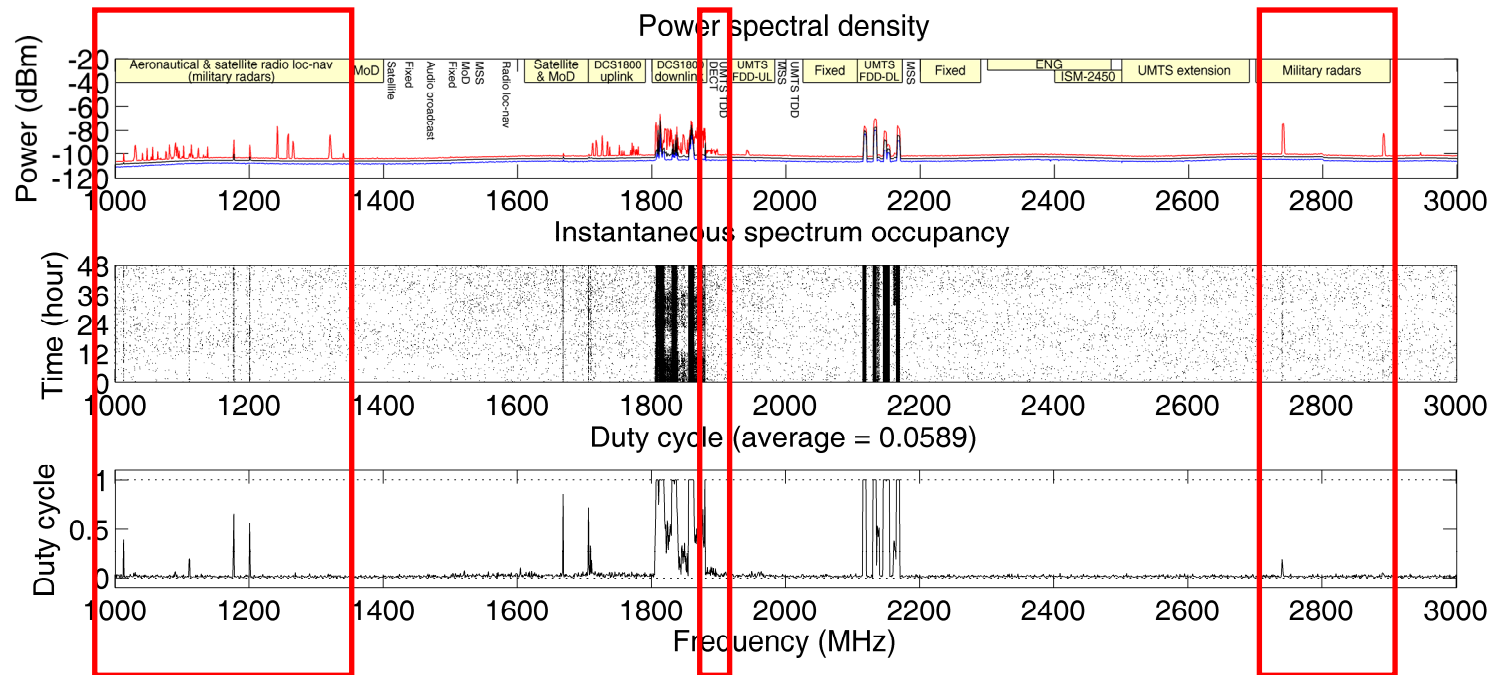 Power spectral density
Power (dBm)
-20
-40
-60
-80
-100
-120
Aeronautical & satellite radio loc-nav
(military radars)
MoD
Satellite
Fixed
Audio broadcast
Fixed
MoD
MSS
Radio loc-nav
Satellite
& MoD
DCS1800
uplink
DCS1800
downlink
DECT
UMTS TDD
UMTS
FDD-UL
MSS
UMTS TDD
Fixed
UMTS
FDD-DL
MSS
Fixed
ENG
ISM-2450
UMTS extension
Military radars
1000 1200 1400 1600 1800 2000 2200 2400 2600 2800 3000
Instantaneous spectrum occupancy
Time (hour)
48
36
24
12
0
1000 1200 1400 1600 1800 2000 2200 2400 2600 2800 3000
Duty cycle (average = 0.0589)
Duty cycle
1
0.5
0
1000 1200 1400 1600 1800 2000 2200 2400 2600 2800 3000
Frequency (MHz)